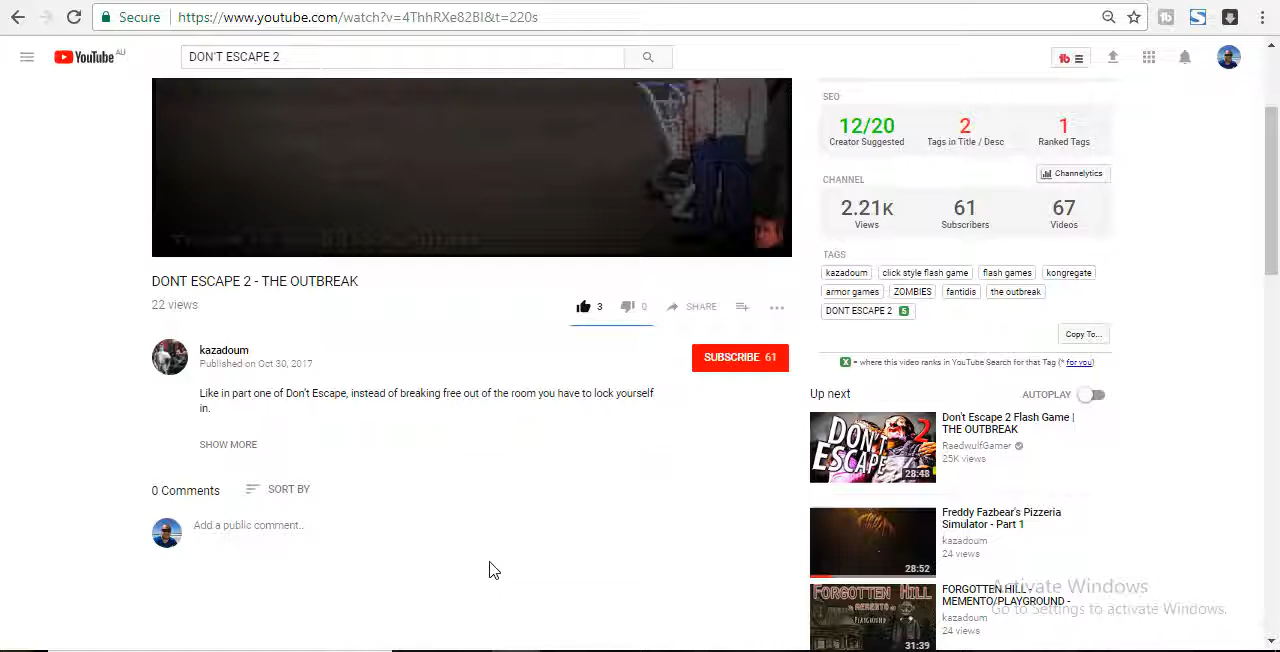 Secure
https://www.youtube.com/watch?v=4ThhRXe82BI&t=220s
YouTube AU
DON'T ESCAPE 2
tb
SEO
12/20
2
1
Creator Suggested
Tags in Title / Desc
Ranked Tags
CHANNEL
Channelytics
2.21K
61
67
Views
Subscribers
Videos
TAGS
kazadoum
click style flash game
flash games
kongregate
armor games
ZOMBIES
fantidis
the outbreak
DONT ESCAPE 2 5
Copy To...
X = where this video ranks in YouTube Search for that Tag (* for you)
DONT ESCAPE 2 - THE OUTBREAK
22 views
3
0
SHARE
kazadoum
Published on Oct 30, 2017
SUBSCRIBE 61
Like in part one of Don't Escape, instead of breaking free out of the room you have to lock yourself
in.
SHOW MORE
0 Comments
SORT BY
Add a public comment..
Up next
AUTOPLAY
DON'T
ESCAPE
2
28:48
Don't Escape 2 Flash Game |
THE OUTBREAK
RaedwulfGamer
25K views
28:52
Freddy Fazbear's Pizzeria
Simulator - Part 1
kazadoum
24 views
FORGOTTEN HILL
MEMENTO
PLAYGROUND
31:39
FORGOTTEN HILL -
MEMENTO/PLAYGROUND -
kazadoum
24 views
Activate Windows
Go to Settings to activate Windows.